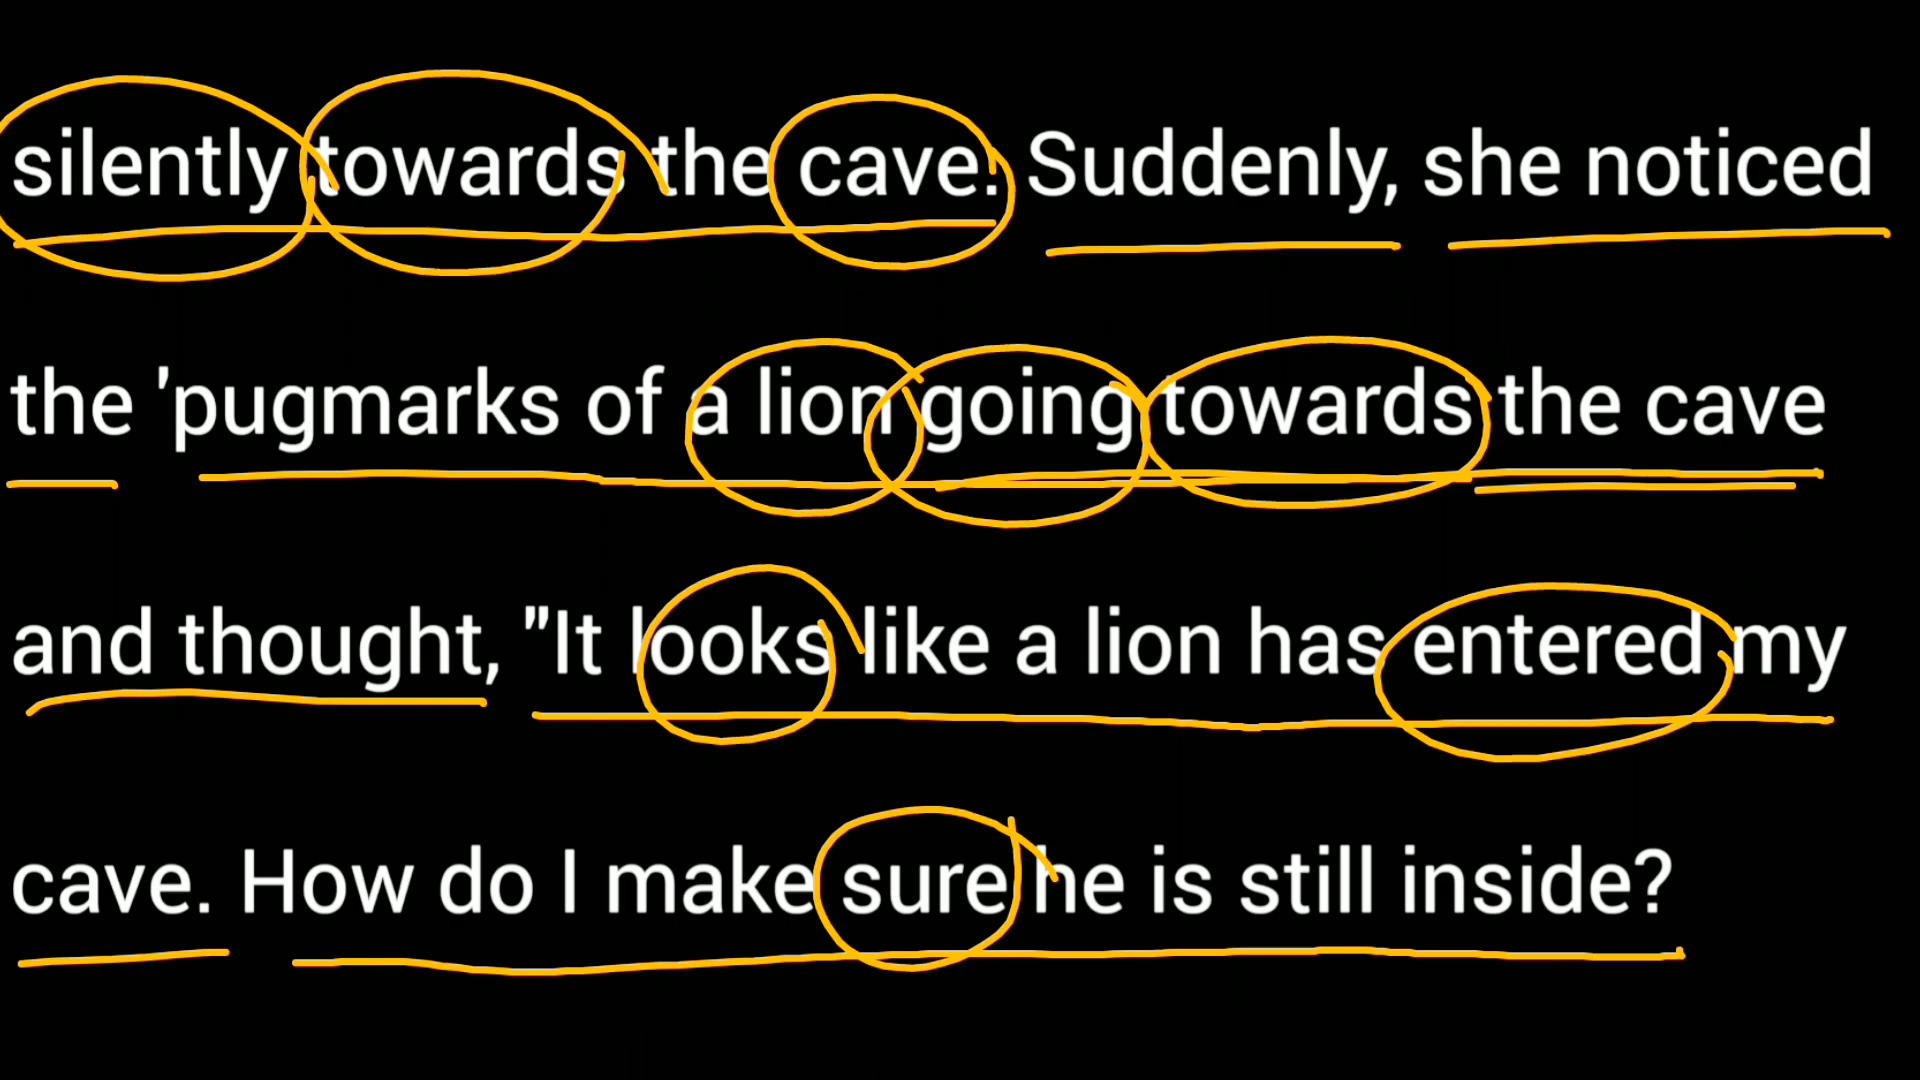 silently towards the cave. Suddenly, she noticed
the 'pugmarks of a lion going towards the cave
and thought, "It looks like a lion has entered my
cave. How do I make sure he is still inside?